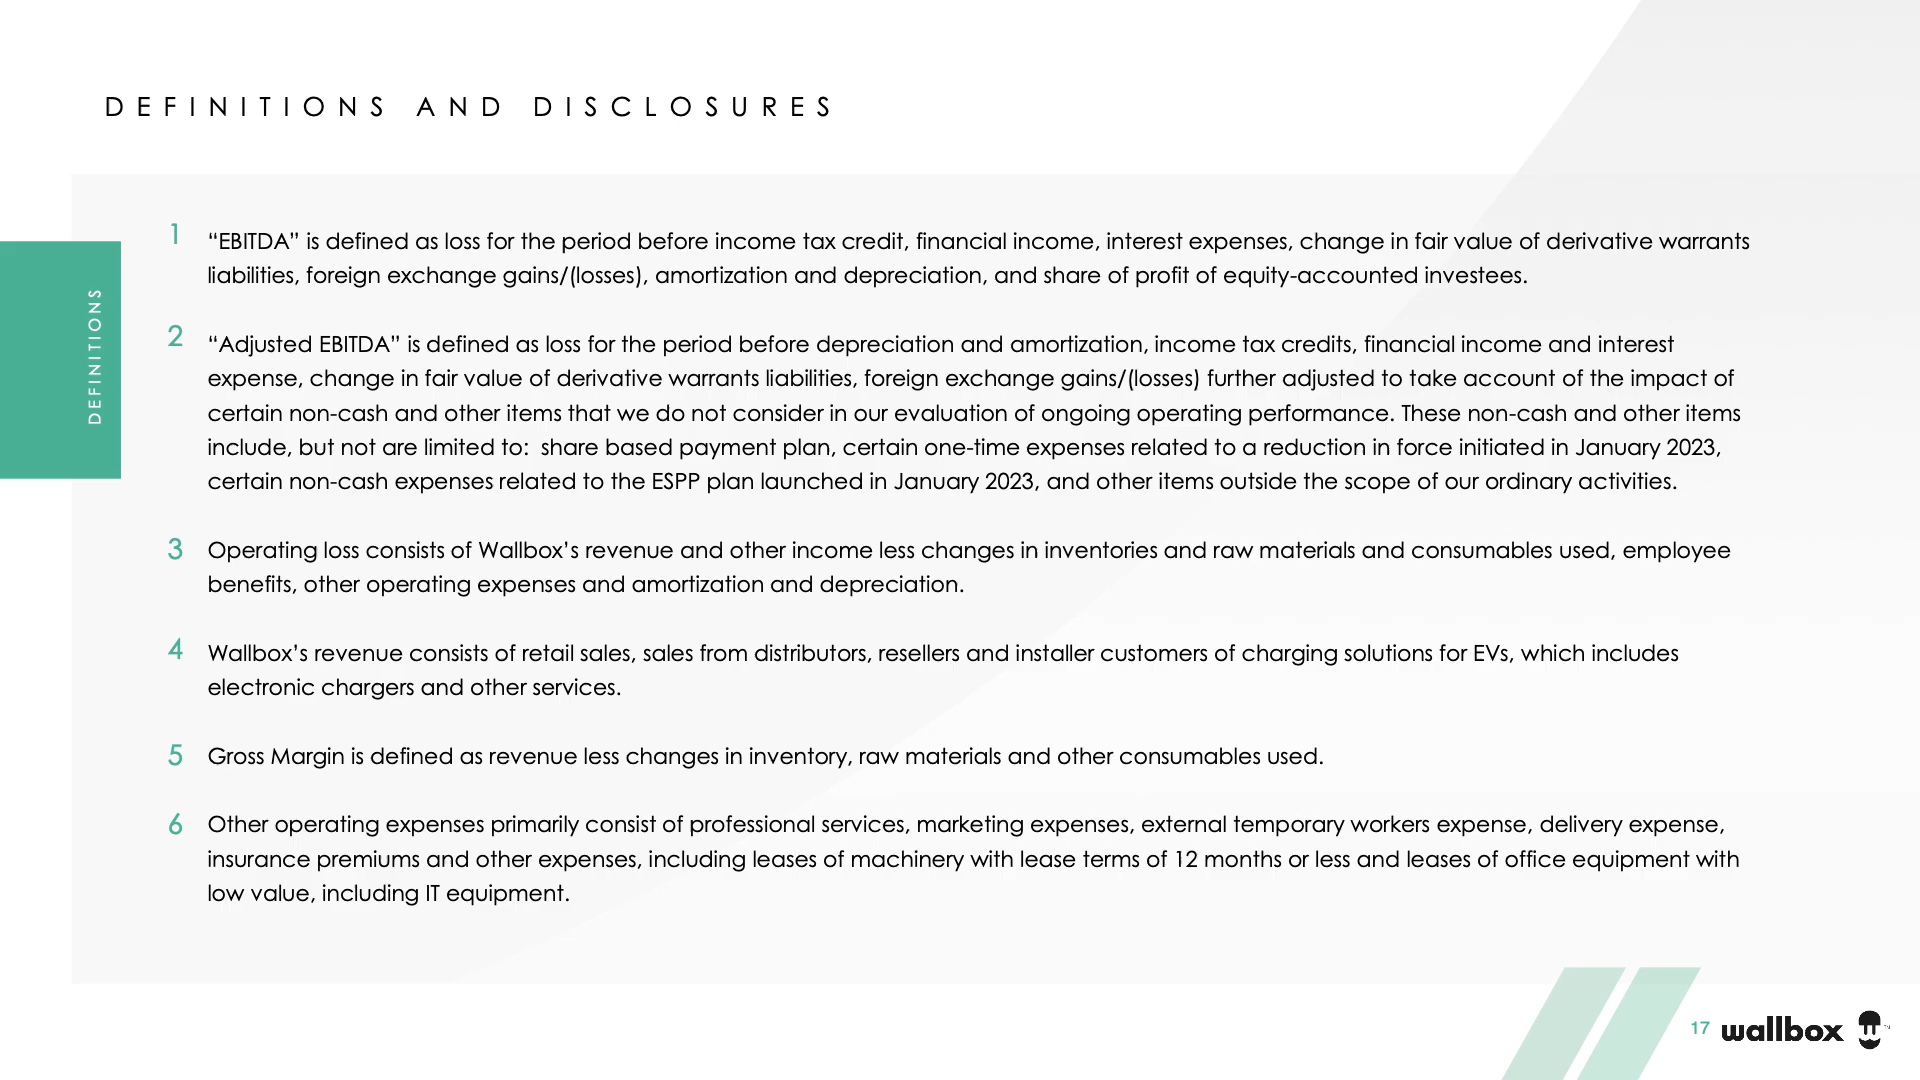 DEFINITIONS AND DISCLOSURES
DEFINITIONS
1 “EBITDA” is defined as loss for the period before income tax credit, financial income, interest expenses, change in fair value of derivative warrants
liabilities, foreign exchange gains/(losses), amortization and depreciation, and share of profit of equity-accounted investees.
2 “Adjusted EBITDA” is defined as loss for the period before depreciation and amortization, income tax credits, financial income and interest
expense, change in fair value of derivative warrants liabilities, foreign exchange gains/(losses) further adjusted to take account of the impact of
certain non-cash and other items that we do not consider in our evaluation of ongoing operating performance. These non-cash and other items
include, but not are limited to:  share based payment plan, certain one-time expenses related to a reduction in force initiated in January 2023,
certain non-cash expenses related to the ESPP plan launched in January 2023, and other items outside the scope of our ordinary activities.
3 Operating loss consists of Wallbox’s revenue and other income less changes in inventories and raw materials and consumables used, employee
benefits, other operating expenses and amortization and depreciation.
4 Wallbox’s revenue consists of retail sales, sales from distributors, resellers and installer customers of charging solutions for EVs, which includes
electronic chargers and other services.
5 Gross Margin is defined as revenue less changes in inventory, raw materials and other consumables used.
6 Other operating expenses primarily consist of professional services, marketing expenses, external temporary workers expense, delivery expense,
insurance premiums and other expenses, including leases of machinery with lease terms of 12 months or less and leases of office equipment with
low value, including IT equipment.
17 wallbox ™